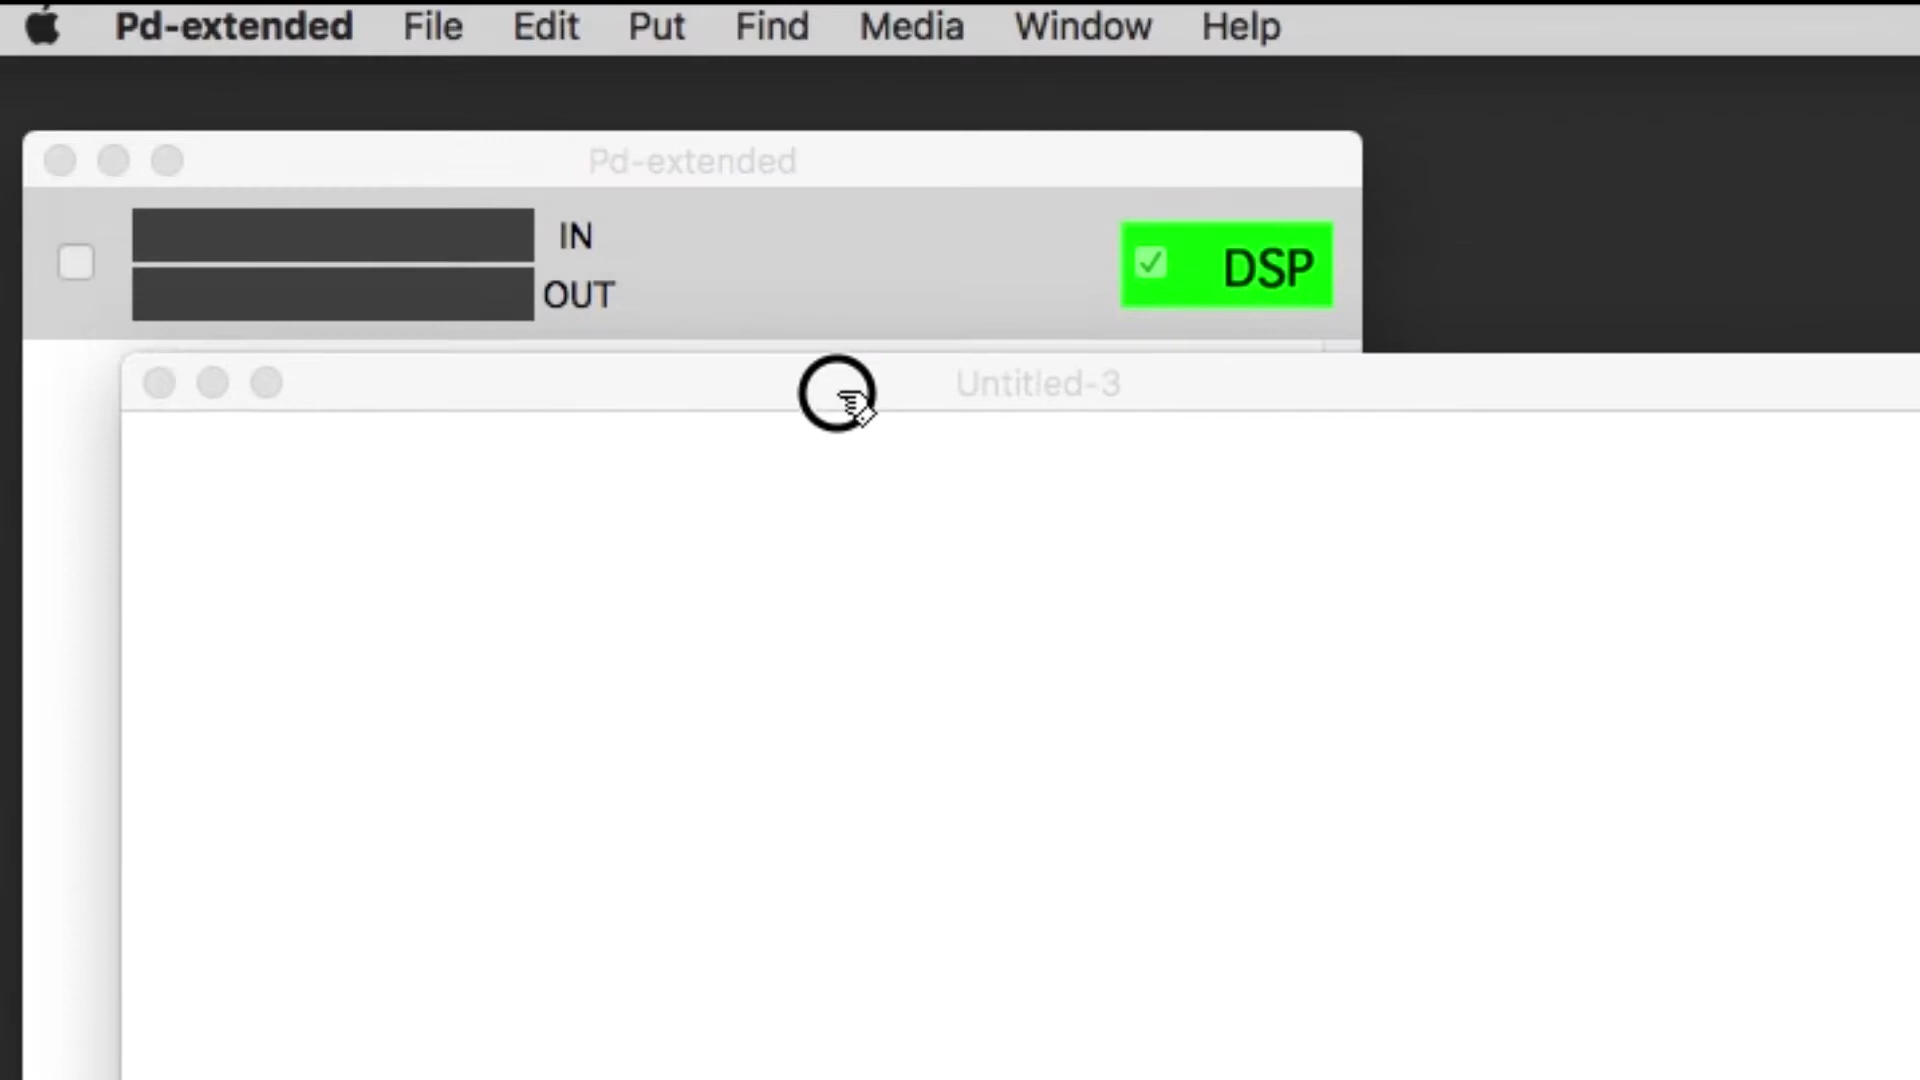 Pd-extended File Edit Put Find Media Window Help
Pd-extended
IN
OUT
DSP
Untitled-3